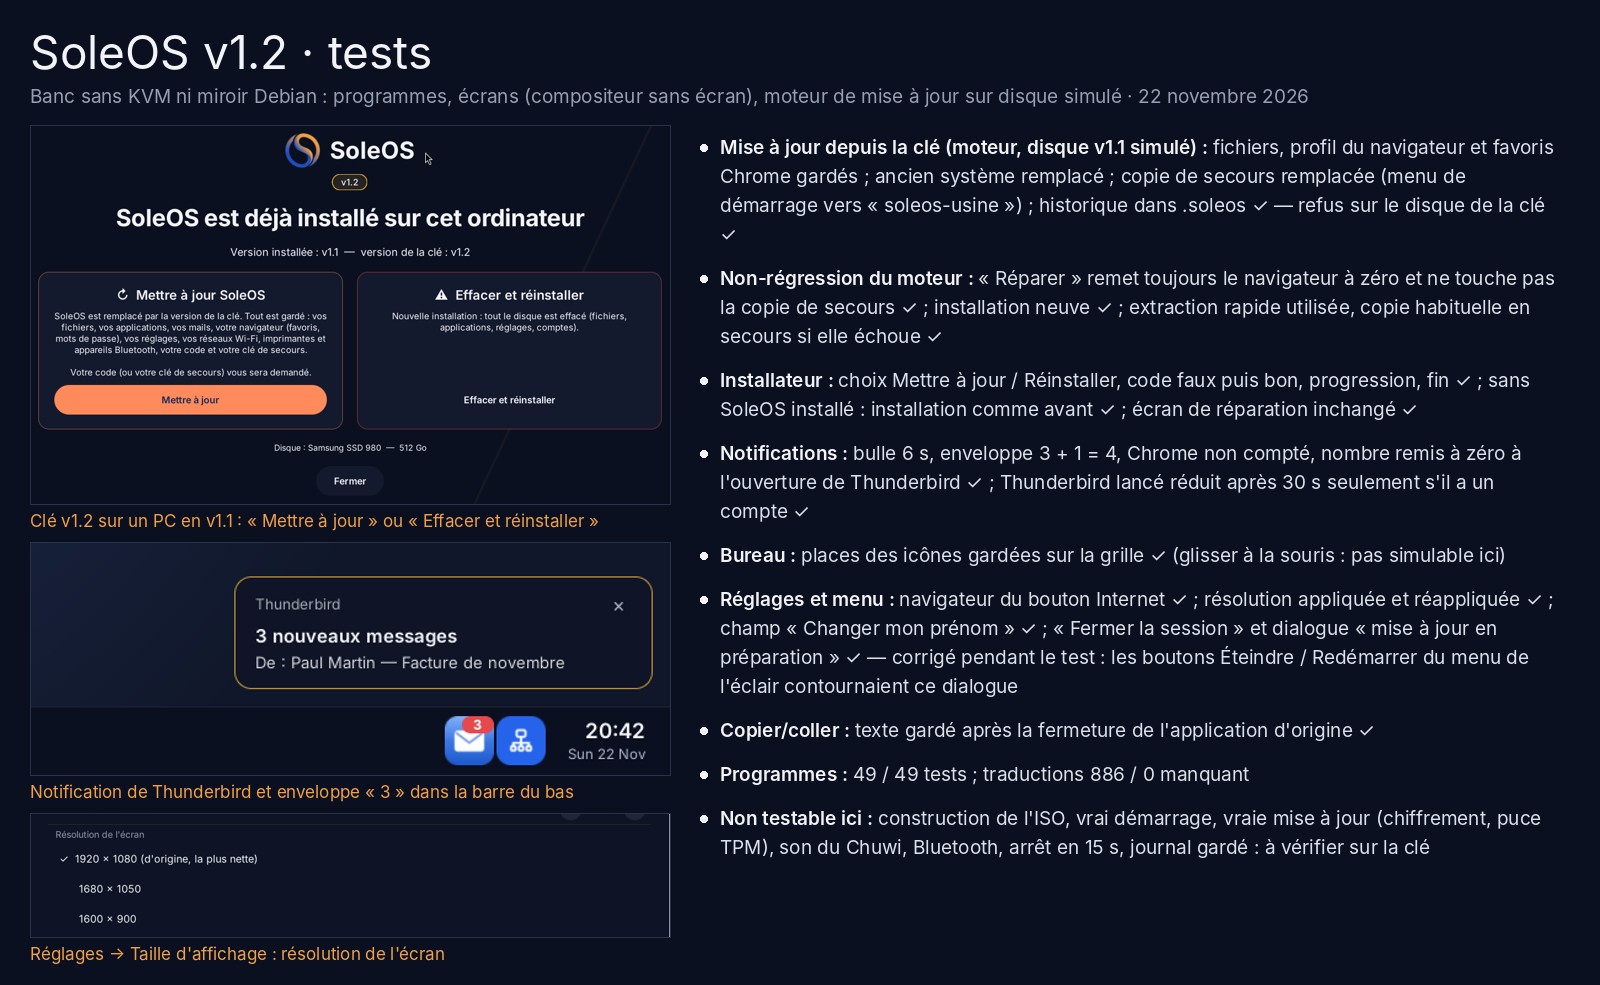 SoleOS v1.2 · tests
Banc sans KVM ni miroir Debian : programmes, écrans (compositeur sans écran), moteur de mise à jour sur disque simulé · 22 novembre 2026
SoleOS
v1.2
SoleOS est déjà installé sur cet ordinateur
Version installée : v1.1 — version de la clé : v1.2
↻ Mettre à jour SoleOS
SoleOS est remplacé par la version de la clé. Tout est gardé : vos
fichiers, vos applications, vos mails, votre navigateur (favoris,
mots de passe), vos réglages, vos réseaux Wi-Fi, imprimantes et
appareils Bluetooth, votre code et votre clé de secours.
Votre code (ou votre clé de secours) vous sera demandé.
Mettre à jour
⚠ Effacer et réinstaller
Nouvelle installation : tout le disque est effacé (fichiers,
applications, réglages, comptes).
Effacer et réinstaller
Disque : Samsung SSD 980 — 512 Go
Fermer
Clé v1.2 sur un PC en v1.1 : « Mettre à jour » ou « Effacer et réinstaller »
Thunderbird ×
3 nouveaux messages
De : Paul Martin — Facture de novembre
3
20:42
Sun 22 Nov
Notification de Thunderbird et enveloppe « 3 » dans la barre du bas
Résolution de l'écran
✓ 1920 × 1080 (d'origine, la plus nette)
1680 × 1050
1600 × 900
Réglages → Taille d'affichage : résolution de l'écran
• Mise à jour depuis la clé (moteur, disque v1.1 simulé) : fichiers, profil du navigateur et favoris
Chrome gardés ; ancien système remplacé ; copie de secours remplacée (menu de
démarrage vers « soleos-usine ») ; historique dans .soleos ✓ — refus sur le disque de la clé
✓
• Non-régression du moteur : « Réparer » remet toujours le navigateur à zéro et ne touche pas
la copie de secours ✓ ; installation neuve ✓ ; extraction rapide utilisée, copie habituelle en
secours si elle échoue ✓
• Installateur : choix Mettre à jour / Réinstaller, code faux puis bon, progression, fin ✓ ; sans
SoleOS installé : installation comme avant ✓ ; écran de réparation inchangé ✓
• Notifications : bulle 6 s, enveloppe 3 + 1 = 4, Chrome non compté, nombre remis à zéro à
l'ouverture de Thunderbird ✓ ; Thunderbird lancé réduit après 30 s seulement s'il a un
compte ✓
• Bureau : places des icônes gardées sur la grille ✓ (glisser à la souris : pas simulable ici)
• Réglages et menu : navigateur du bouton Internet ✓ ; résolution appliquée et réappliquée ✓ ;
champ « Changer mon prénom » ✓ ; « Fermer la session » et dialogue « mise à jour en
préparation » ✓ — corrigé pendant le test : les boutons Éteindre / Redémarrer du menu de
l'éclair contournaient ce dialogue
• Copier/coller : texte gardé après la fermeture de l'application d'origine ✓
• Programmes : 49 / 49 tests ; traductions 886 / 0 manquant
• Non testable ici : construction de l'ISO, vrai démarrage, vraie mise à jour (chiffrement, puce
TPM), son du Chuwi, Bluetooth, arrêt en 15 s, journal gardé : à vérifier sur la clé